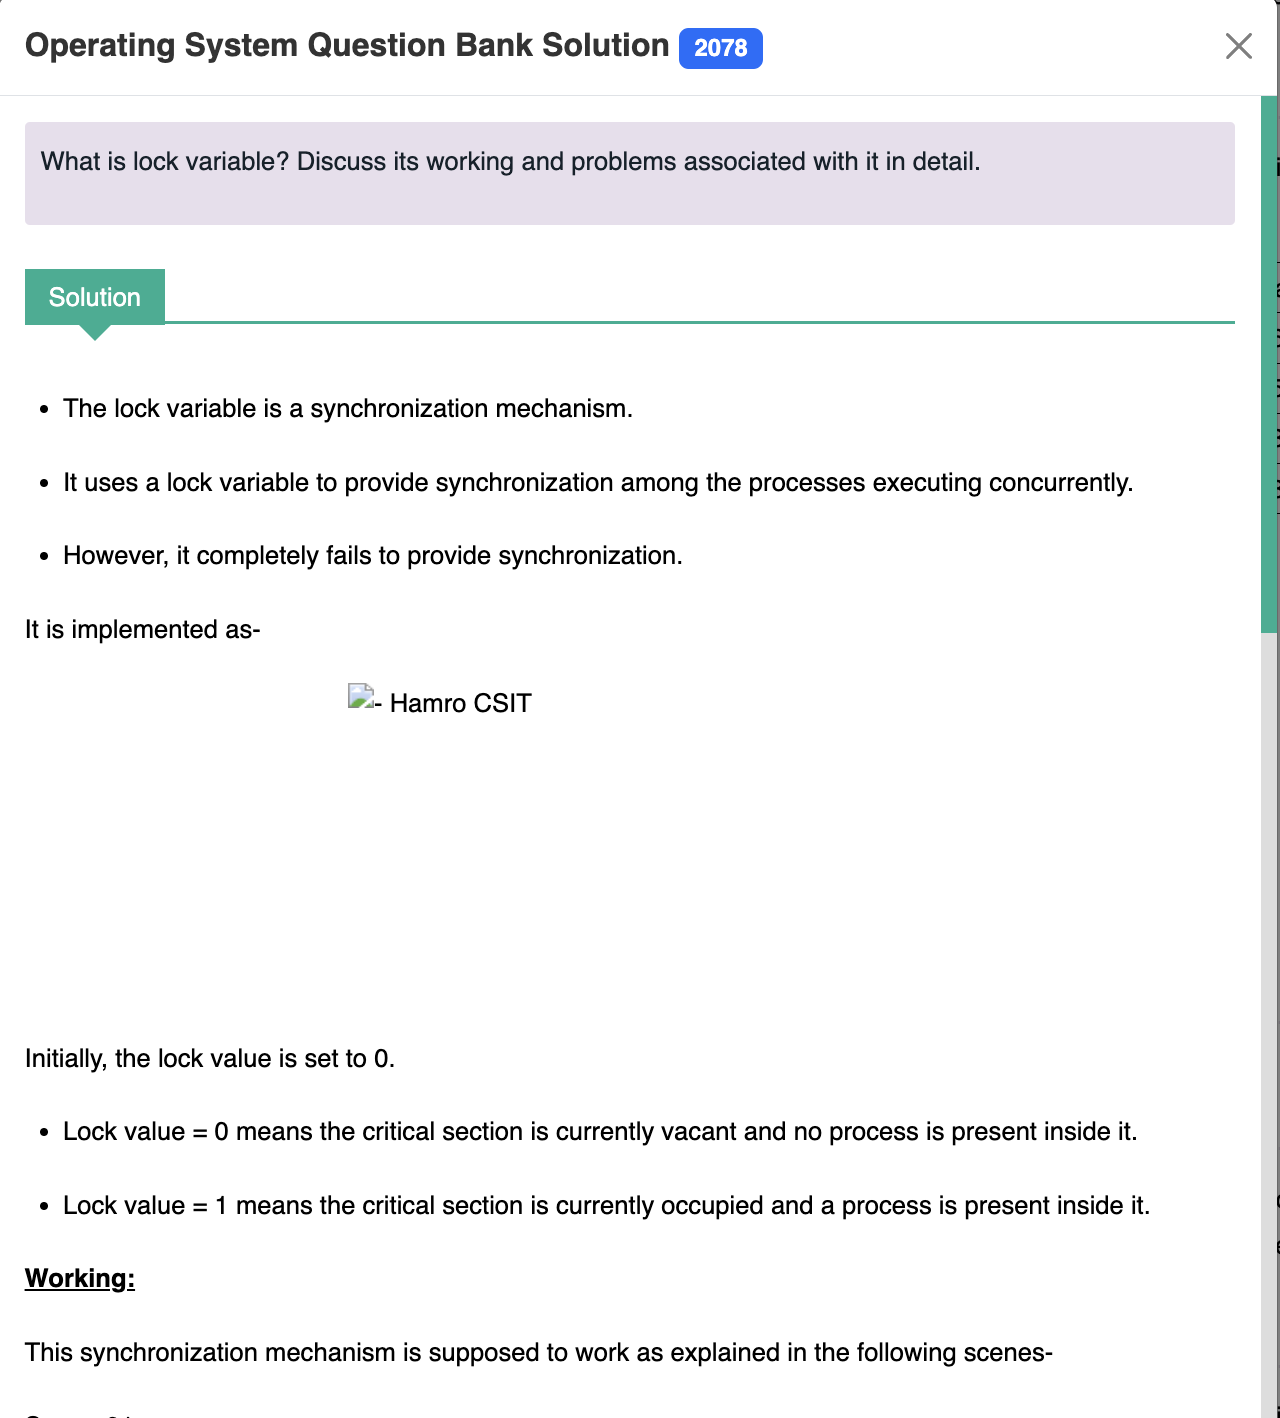 Operating System Question Bank Solution 2078
What is lock variable? Discuss its working and problems associated with it in detail.
Solution
• The lock variable is a synchronization mechanism.
• It uses a lock variable to provide synchronization among the processes executing concurrently.
• However, it completely fails to provide synchronization.
It is implemented as-
- Hamro CSIT
Initially, the lock value is set to 0.
• Lock value = 0 means the critical section is currently vacant and no process is present inside it.
• Lock value = 1 means the critical section is currently occupied and a process is present inside it.
Working:
This synchronization mechanism is supposed to work as explained in the following scenes-